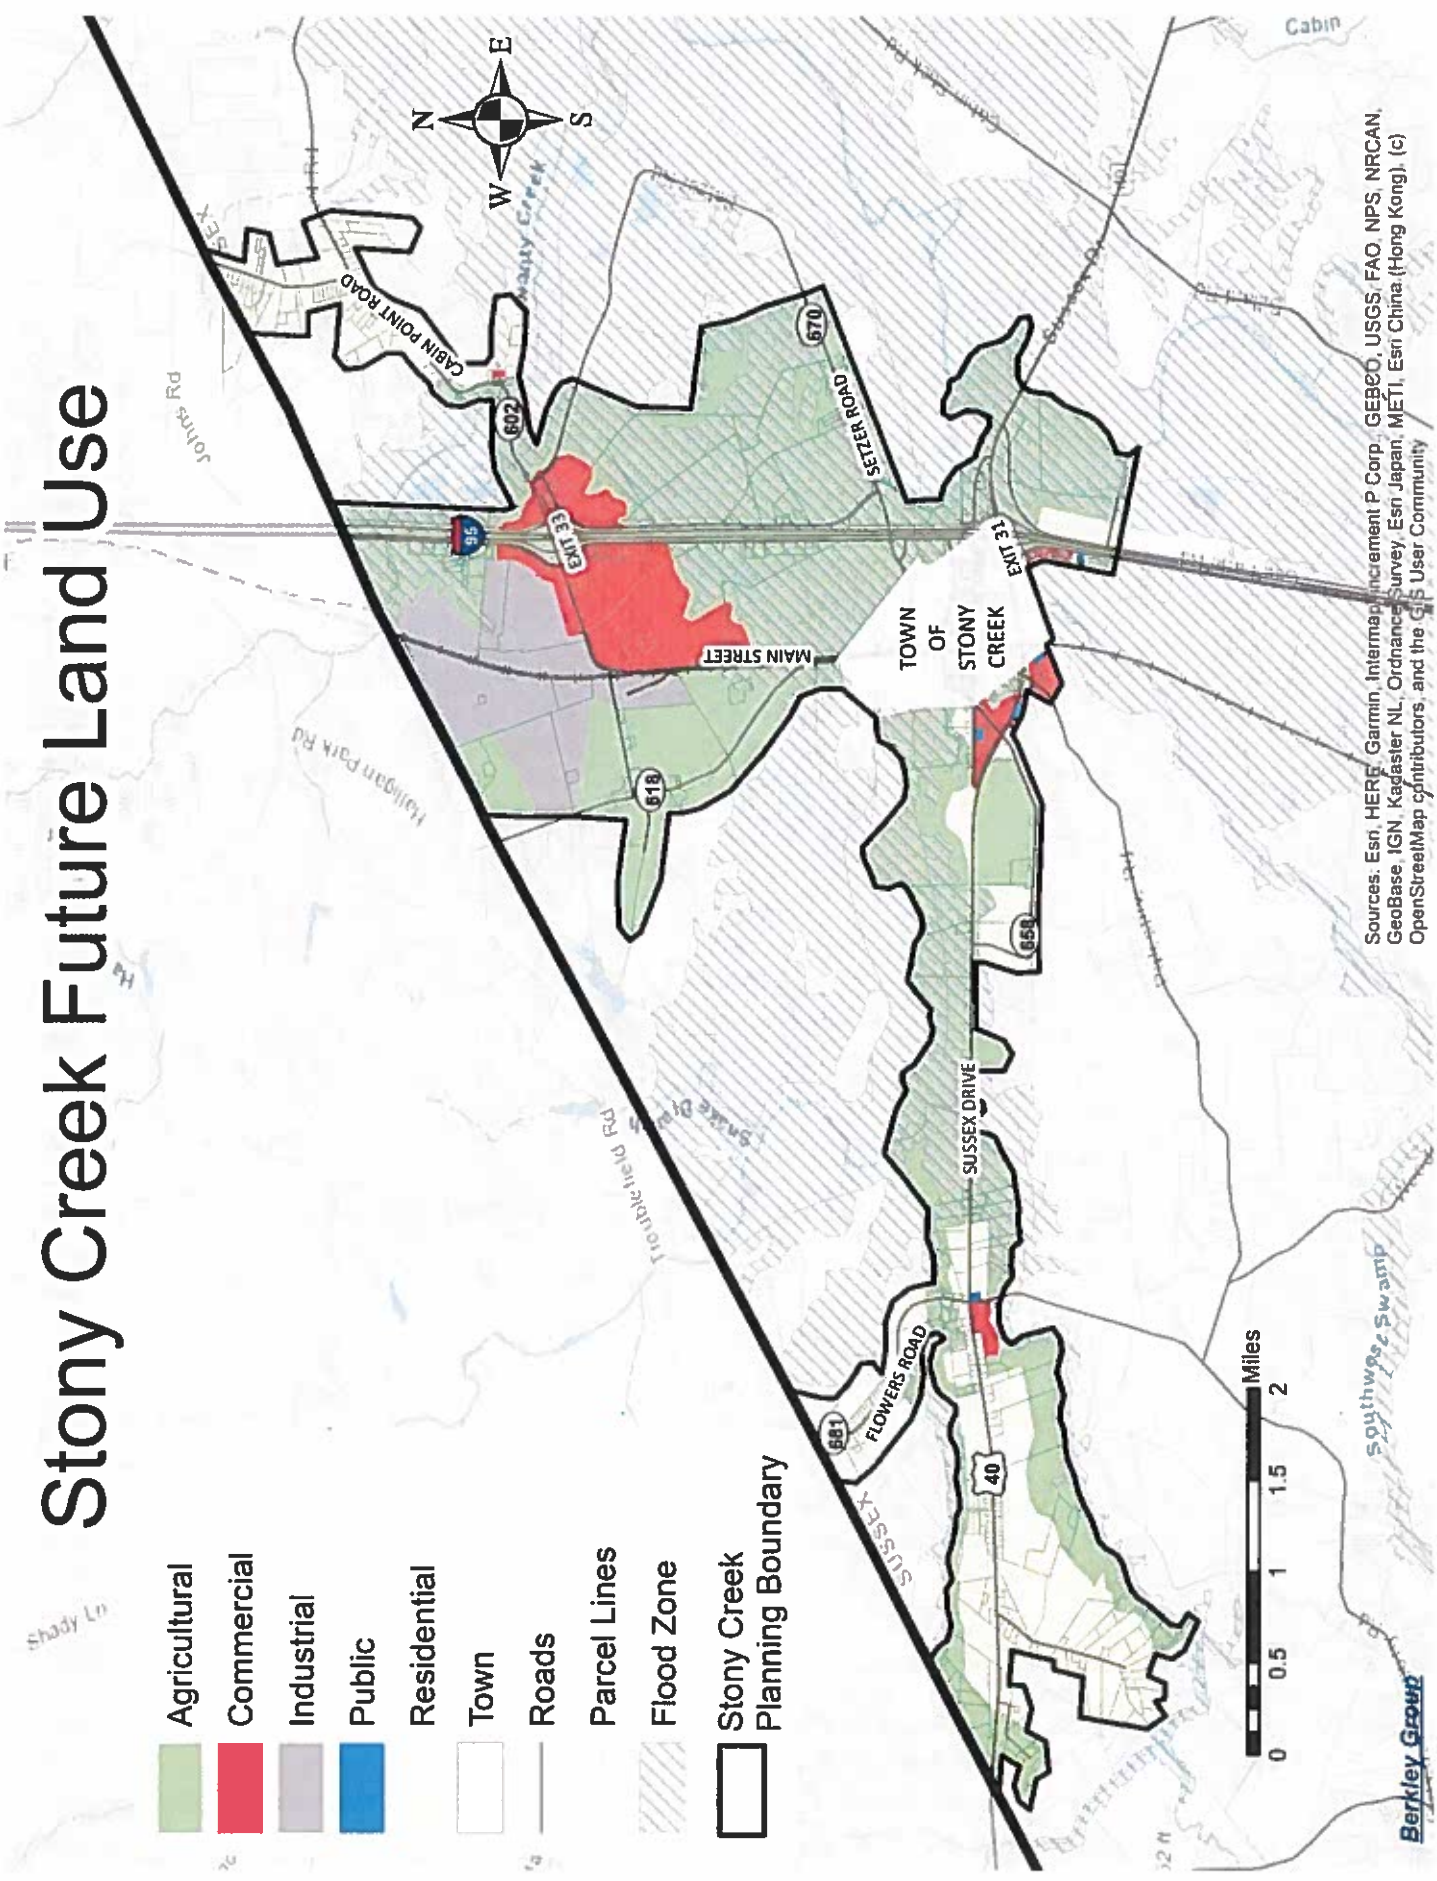 Stony Creek Future Land Use
Agricultural
Commercial
Industrial
Public
Residential
Town
Roads
Parcel Lines
Flood Zone
Stony Creek
Planning Boundary
N
W E
S
Shady Ln
Johns Rd
Halligan Park Rd
Troublefield Rd
SUSSEX
CABIN POINT ROAD
602
95
EXIT 33
618
MAIN STREET
SETZER ROAD
670
TOWN
OF
STONY
CREEK
EXIT 31
Sussex Dr
Cabin
658
SUSSEX DRIVE
FLOWERS ROAD
681
40
Southwest Swamp
0 0.5 1 1.5 2 Miles
Sources: Esri, HERE, Garmin, Intermap, increment P Corp., GEBCO, USGS, FAO, NPS, NRCAN,
GeoBase, IGN, Kadaster NL, Ordnance Survey, Esri Japan, METI, Esri China (Hong Kong), (c)
OpenStreetMap contributors, and the GIS User Community
Berkley Group